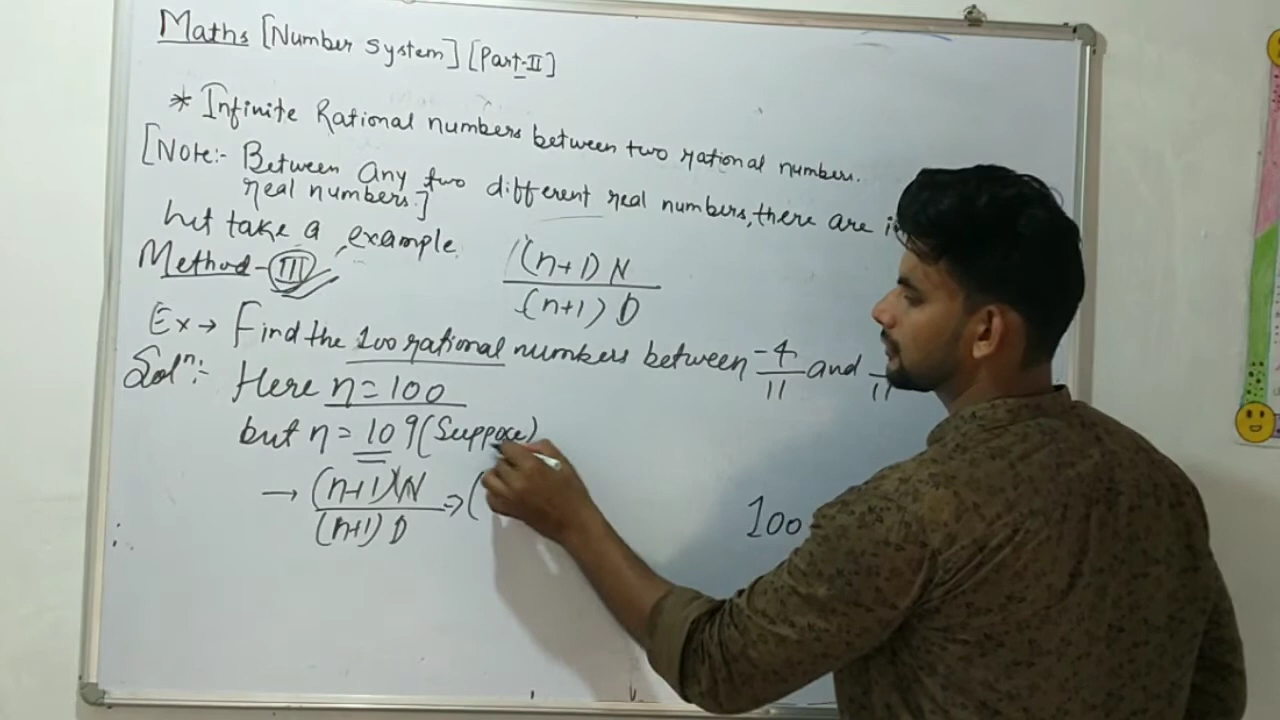 Maths [Number System] [Part-II]
* Infinite Rational numbers between two rational numbers.
[Note:- Between any two different real numbers, there are
real numbers.]
Let take a example.
Method - III
(n+1) N
(n+1) D
Ex → Find the 100 rational numbers between -4/11 and
Solⁿ:- Here n = 100
but n = 109 (Suppose)
→ (n+1)N / (n+1) D ⇒ (
100